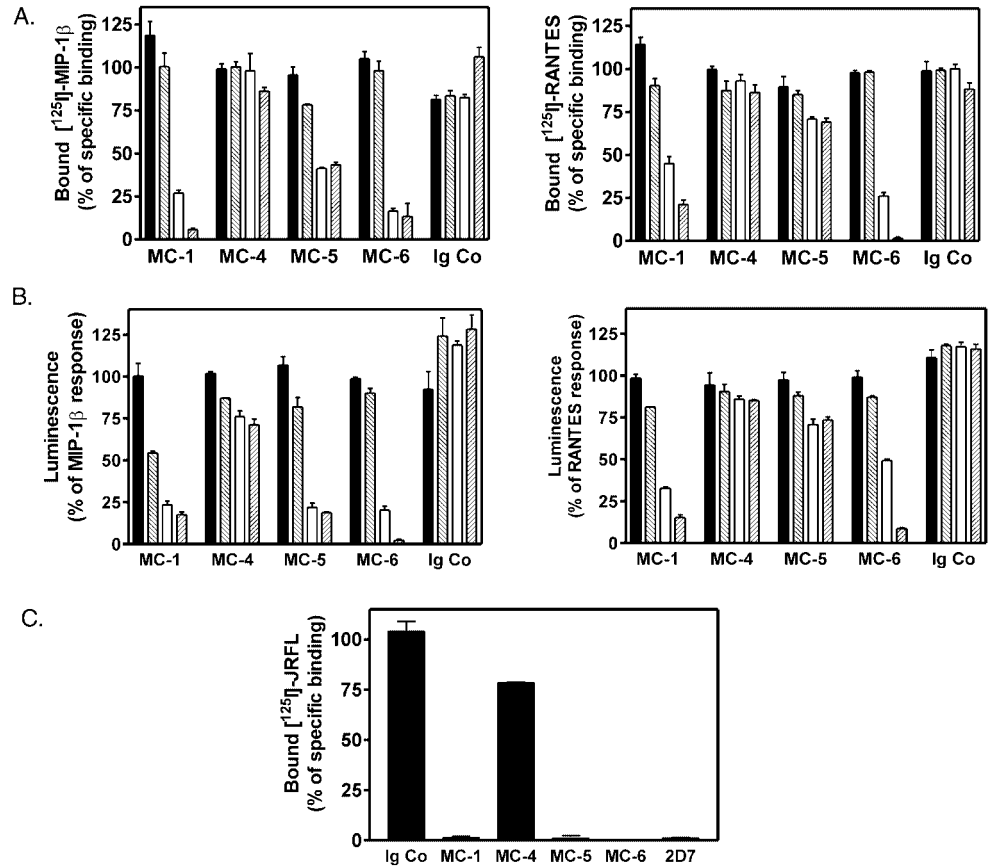 A.
Bound [¹²⁵I]-MIP-1β
(% of specific binding)
125
100
75
50
25
0
MC-1 MC-4 MC-5 MC-6 Ig Co
Bound [¹²⁵I]-RANTES
(% of specific binding)
125
100
75
50
25
0
MC-1 MC-4 MC-5 MC-6 Ig Co
B.
Luminescence
(% of MIP-1β response)
125
100
75
50
25
0
MC-1 MC-4 MC-5 MC-6 Ig Co
Luminescence
(% of RANTES response)
125
100
75
50
25
0
MC-1 MC-4 MC-5 MC-6 Ig Co
C.
Bound [¹²⁵I]-JRFL
(% of specific binding)
100
75
50
25
0
Ig Co MC-1 MC-4 MC-5 MC-6 2D7